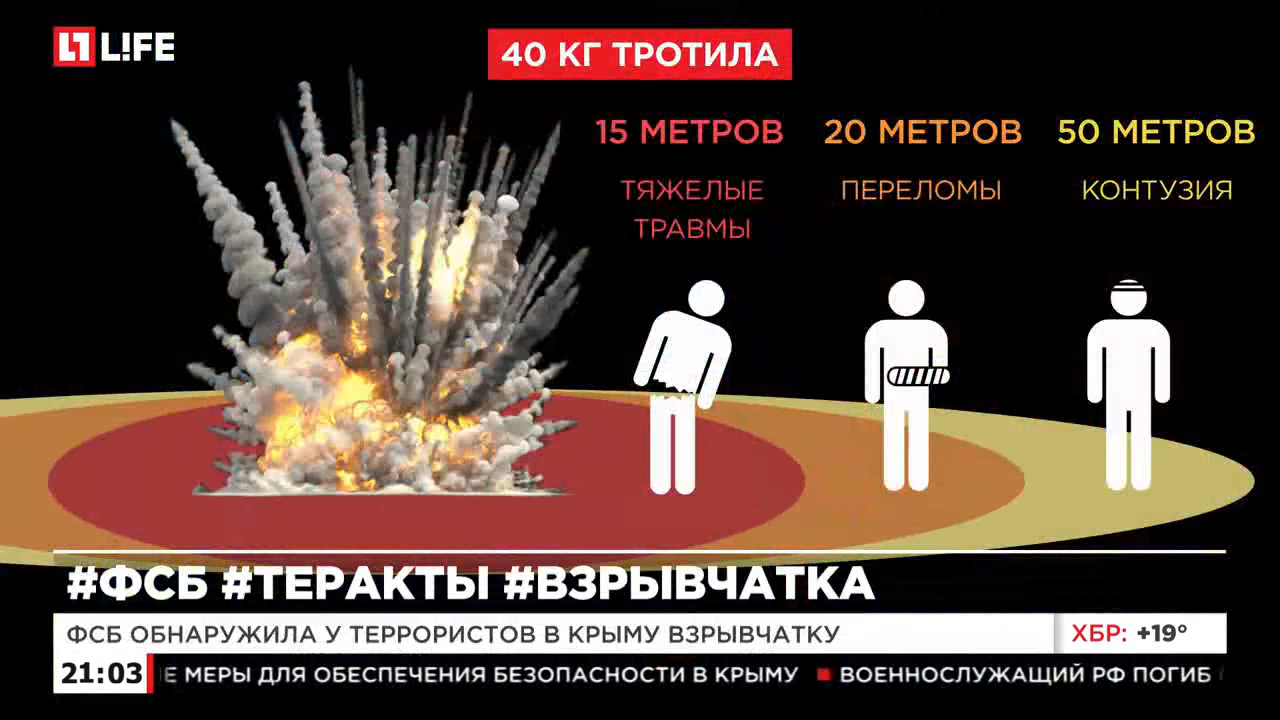 L!FE
40 КГ ТРОТИЛА
15 МЕТРОВ
ТЯЖЕЛЫЕ
ТРАВМЫ
20 МЕТРОВ
ПЕРЕЛОМЫ
50 МЕТРОВ
КОНТУЗИЯ
#ФСБ #ТЕРАКТЫ #ВЗРЫВЧАТКА
ФСБ ОБНАРУЖИЛА У ТЕРРОРИСТОВ В КРЫМУ ВЗРЫВЧАТКУ
ХБР: +19°
21:03 Е МЕРЫ ДЛЯ ОБЕСПЕЧЕНИЯ БЕЗОПАСНОСТИ В КРЫМУ ВОЕННОСЛУЖАЩИЙ РФ ПОГИБ